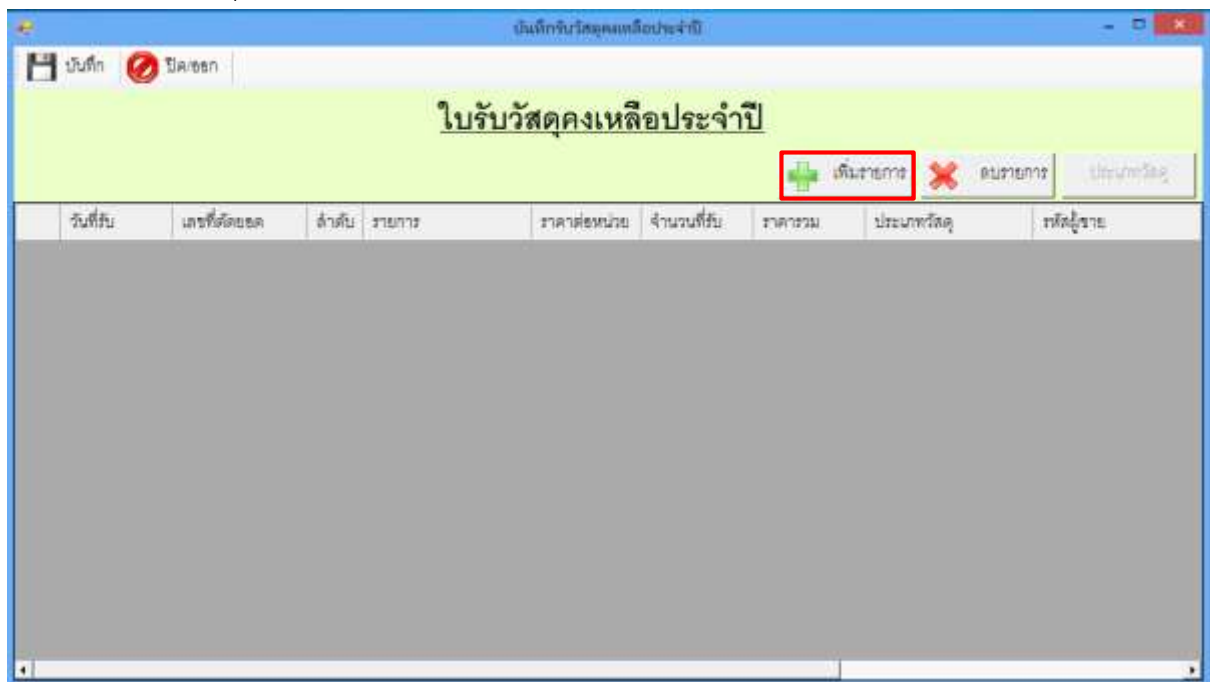 บันทึกรับวัสดุคงเหลือประจำปี
บันทึก ปิด/ออก
ใบรับวัสดุคงเหลือประจำปี
เพิ่มรายการ ลบรายการ ประเภทวัสดุ
วันที่รับ เลขที่ตัดยอด ลำดับ รายการ ราคาต่อหน่วย จำนวนที่รับ ราคารวม ประเภทวัสดุ รหัสผู้ขาย